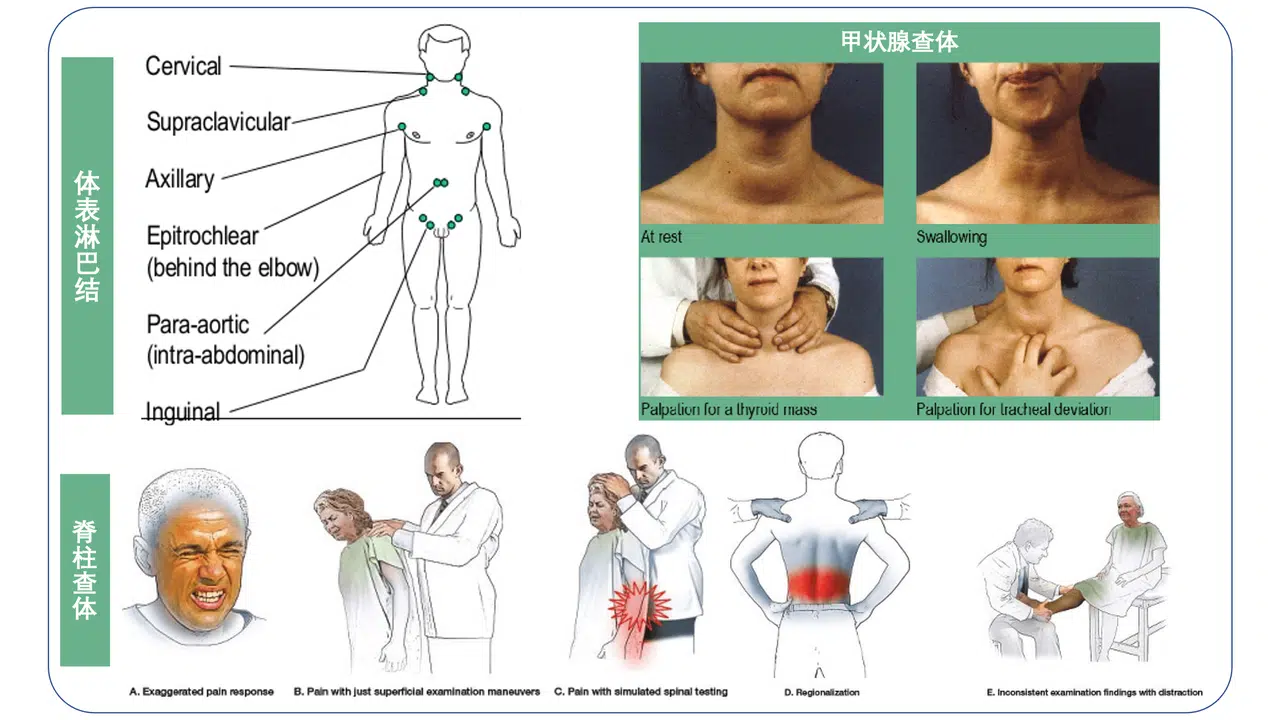 体表淋巴结
Cervical
Supraclavicular
Axillary
Epitrochlear
(behind the elbow)
Para-aortic
(intra-abdominal)
Inguinal
甲状腺查体
At rest
Swallowing
Palpation for a thyroid mass
Palpation for tracheal deviation
脊柱查体
A. Exaggerated pain response
B. Pain with just superficial examination maneuvers
C. Pain with simulated spinal testing
D. Regionalization
E. Inconsistent examination findings with distraction